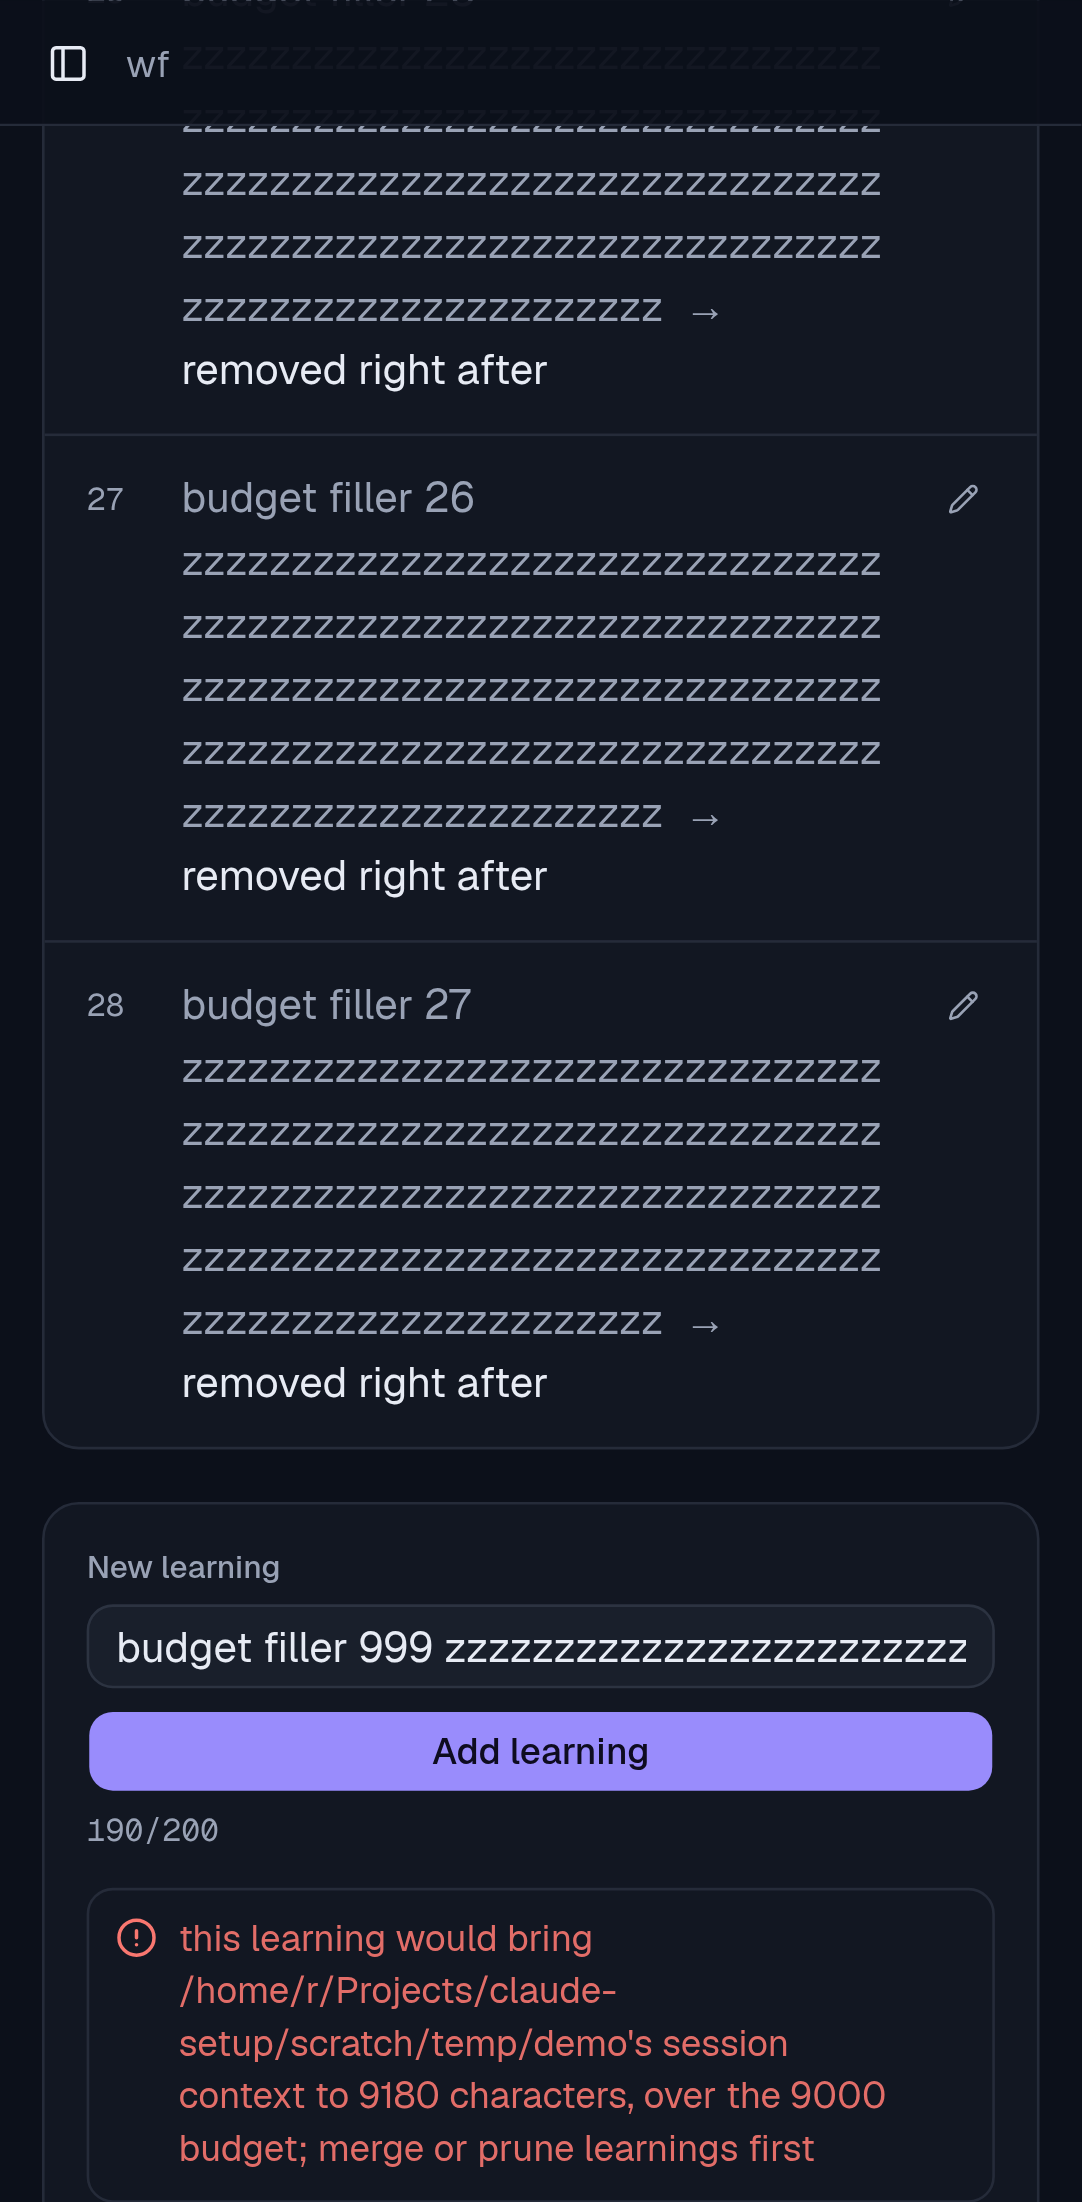 wf
zzzzzzzzzzzzzzzzzzzzzzzzzzzzzzzz
zzzzzzzzzzzzzzzzzzzzzzzzzzzzzzzz
zzzzzzzzzzzzzzzzzzzzzzzzzzzzzzzz
zzzzzzzzzzzzzzzzzzzzzzzzzzzzzzzz
zzzzzzzzzzzzzzzzzzzzzz →
removed right after
27 budget filler 26
zzzzzzzzzzzzzzzzzzzzzzzzzzzzzzzz
zzzzzzzzzzzzzzzzzzzzzzzzzzzzzzzz
zzzzzzzzzzzzzzzzzzzzzzzzzzzzzzzz
zzzzzzzzzzzzzzzzzzzzzzzzzzzzzzzz
zzzzzzzzzzzzzzzzzzzzzz →
removed right after
28 budget filler 27
zzzzzzzzzzzzzzzzzzzzzzzzzzzzzzzz
zzzzzzzzzzzzzzzzzzzzzzzzzzzzzzzz
zzzzzzzzzzzzzzzzzzzzzzzzzzzzzzzz
zzzzzzzzzzzzzzzzzzzzzzzzzzzzzzzz
zzzzzzzzzzzzzzzzzzzzzz →
removed right after
New learning
budget filler 999 zzzzzzzzzzzzzzzzzzzzzzzz
Add learning
190/200
this learning would bring
/home/r/Projects/claude-
setup/scratch/temp/demo's session
context to 9180 characters, over the 9000
budget; merge or prune learnings first